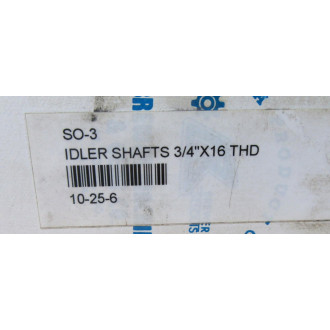 SO-3
IDLER SHAFTS 3/4"X16 THD
10-25-6